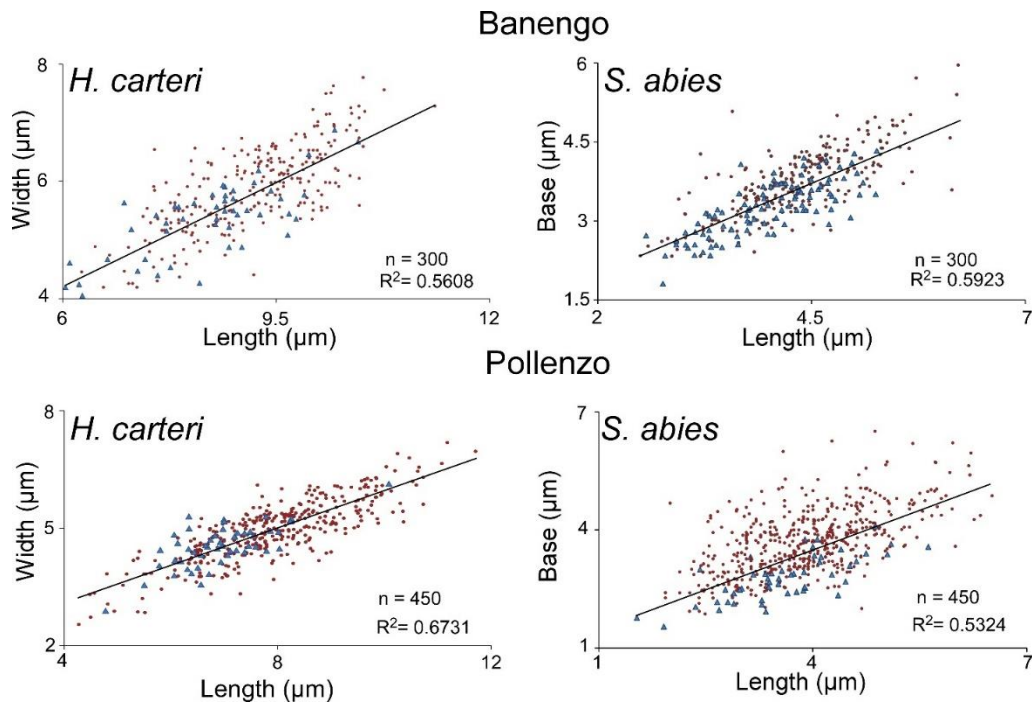 Banengo
H. carteri
8
6
4
Width (µm)
n = 300
R²= 0.5608
6
9.5
12
Length (µm)
S. abies
6
4.5
3
1.5
Base (µm)
n = 300
R²= 0.5923
2
4.5
7
Length (µm)
Pollenzo
H. carteri
8
5
2
Width (µm)
n = 450
R²= 0.6731
4
8
12
Length (µm)
S. abies
7
4
1
Base (µm)
n = 450
R²= 0.5324
1
4
7
Length (µm)